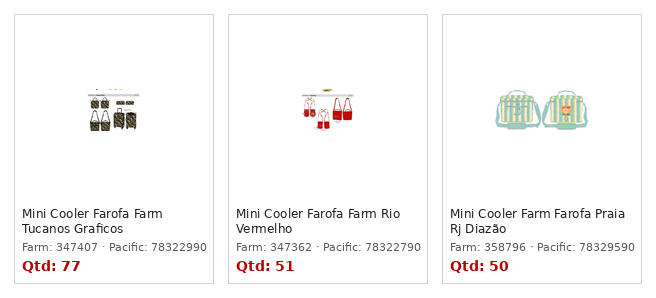 Mini Cooler Farofa Farm
Tucanos Graficos
Farm: 347407 · Pacific: 78322990
Qtd: 77
Mini Cooler Farofa Farm Rio
Vermelho
Farm: 347362 · Pacific: 78322790
Qtd: 51
Mini Cooler Farm Farofa Praia
Rj Diazão
Farm: 358796 · Pacific: 78329590
Qtd: 50